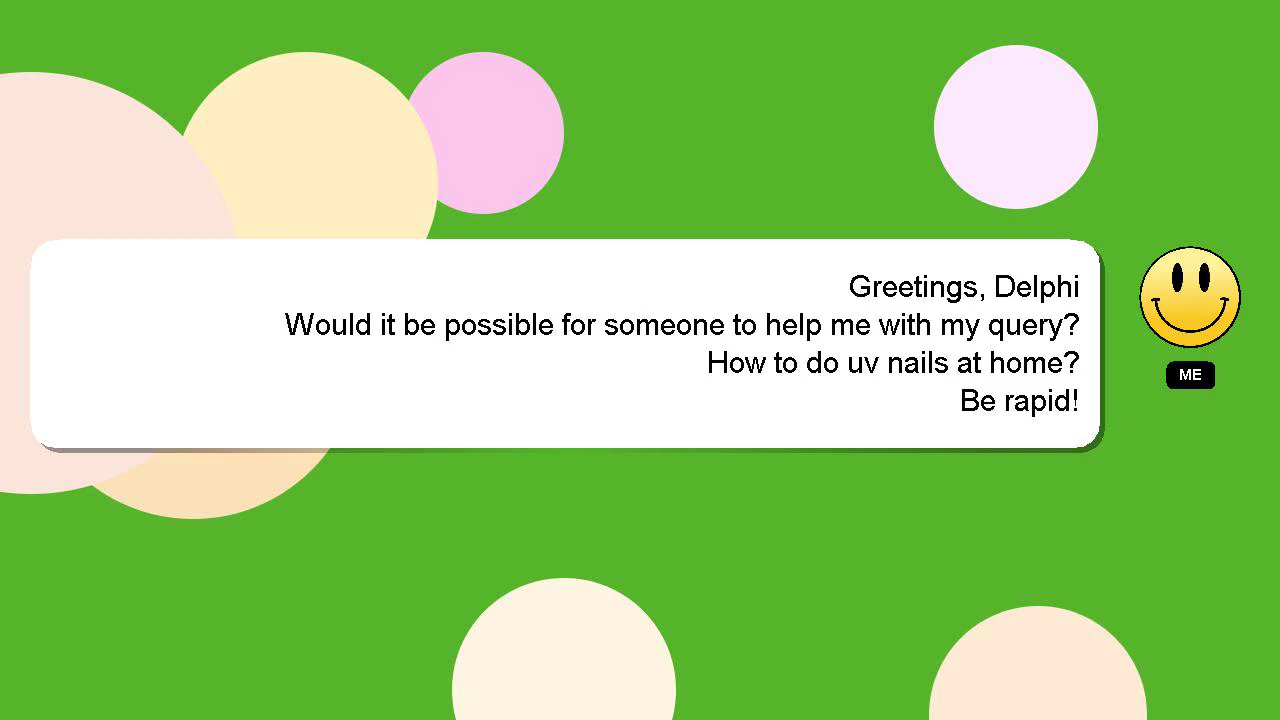 Greetings, Delphi
Would it be possible for someone to help me with my query?
How to do uv nails at home?
Be rapid!
ME